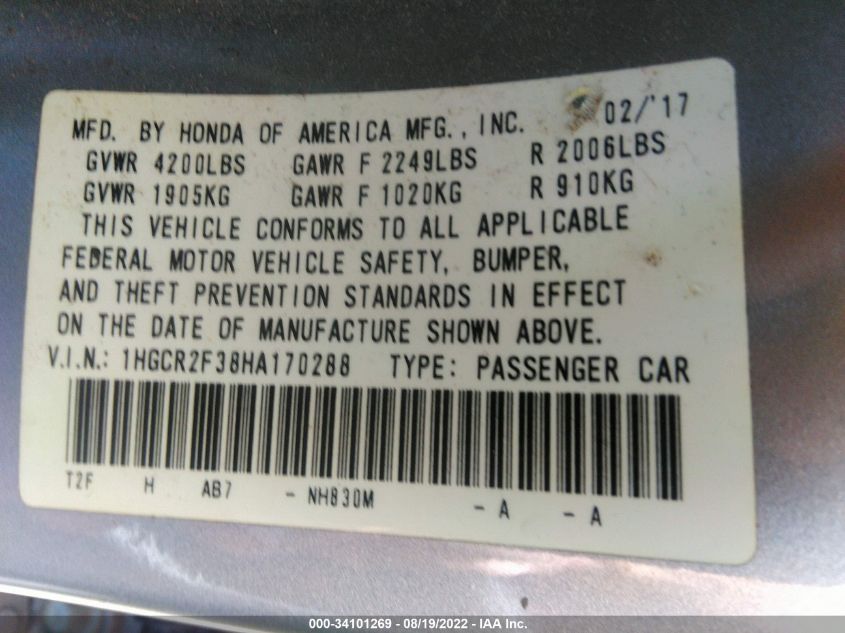 02/'17
MFD. BY HONDA OF AMERICA MFG., INC.
GVWR 4200LBS GAWR F 2249LBS R 2006LBS
GVWR 1905KG GAWR F 1020KG R 910KG
THIS VEHICLE CONFORMS TO ALL APPLICABLE
FEDERAL MOTOR VEHICLE SAFETY, BUMPER,
AND THEFT PREVENTION STANDARDS IN EFFECT
ON THE DATE OF MANUFACTURE SHOWN ABOVE.
V.I.N.: 1HGCR2F38HA170288 TYPE: PASSENGER CAR
T2F H AB7 - NH830M - A - A
000-34101269 - 08/19/2022 - IAA Inc.